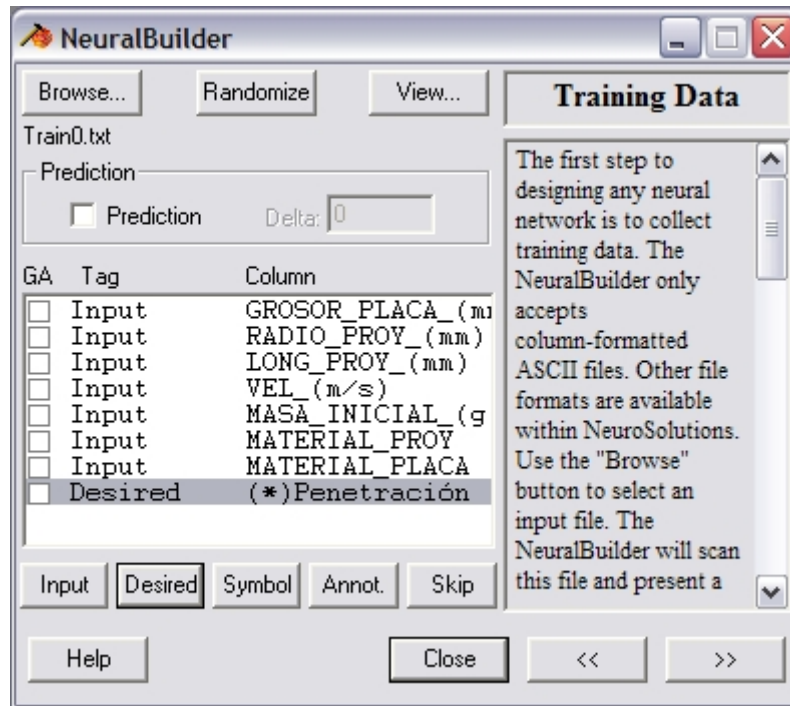 NeuralBuilder
Browse... Randomize View...
Train0.txt
Prediction
Prediction Delta: 0
GA Tag Column
Input GROSOR_PLACA_(m
Input RADIO_PROY_(mm)
Input LONG_PROY_(mm)
Input VEL_(m/s)
Input MASA_INICIAL_(g
Input MATERIAL_PROY
Input MATERIAL_PLACA
Desired (*)Penetración
Input Desired Symbol Annot. Skip
Training Data
The first step to
designing any neural
network is to collect
training data. The
NeuralBuilder only
accepts
column-formatted
ASCII files. Other file
formats are available
within NeuroSolutions.
Use the "Browse"
button to select an
input file. The
NeuralBuilder will scan
this file and present a
Help Close << >>